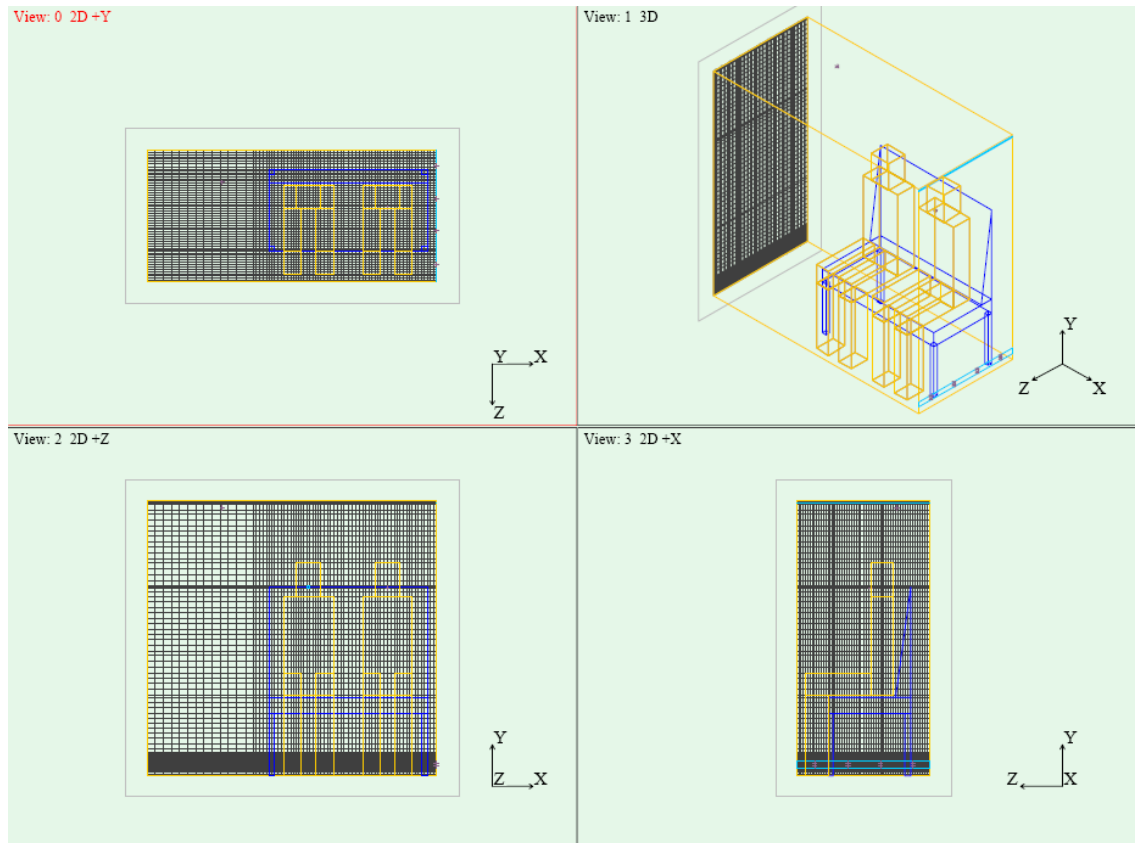 View: 0 2D +Y
Y X
Z
View: 1 3D
Y
Z X
View: 2 2D +Z
Y
Z X
View: 3 2D +X
Y
Z X